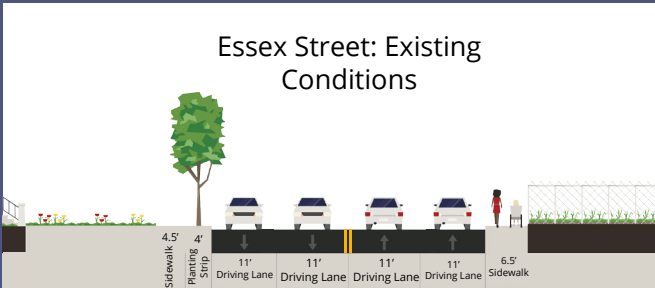 Essex Street: Existing
Conditions
4.5’
Sidewalk
4’
Planting
Strip
11’
Driving Lane
11’
Driving Lane
11’
Driving Lane
11’
Driving Lane
6.5’
Sidewalk